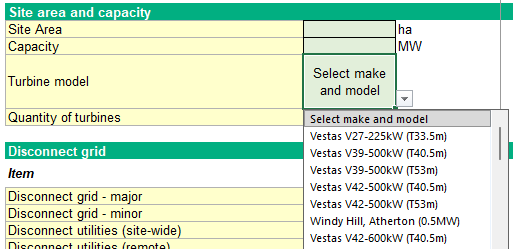 Site area and capacity
Site Area ha
Capacity MW
Turbine model
Select make
and model
Quantity of turbines
Select make and model
Vestas V27-225kW (T33.5m)
Vestas V39-500kW (T40.5m)
Vestas V39-500kW (T53m)
Vestas V42-500kW (T40.5m)
Vestas V42-500kW (T53m)
Windy Hill, Atherton (0.5MW)
Vestas V42-600kW (T40.5m)
Disconnect grid
Item
Disconnect grid - major
Disconnect grid - minor
Disconnect utilities (site-wide)
Disconnect utilities (remote)